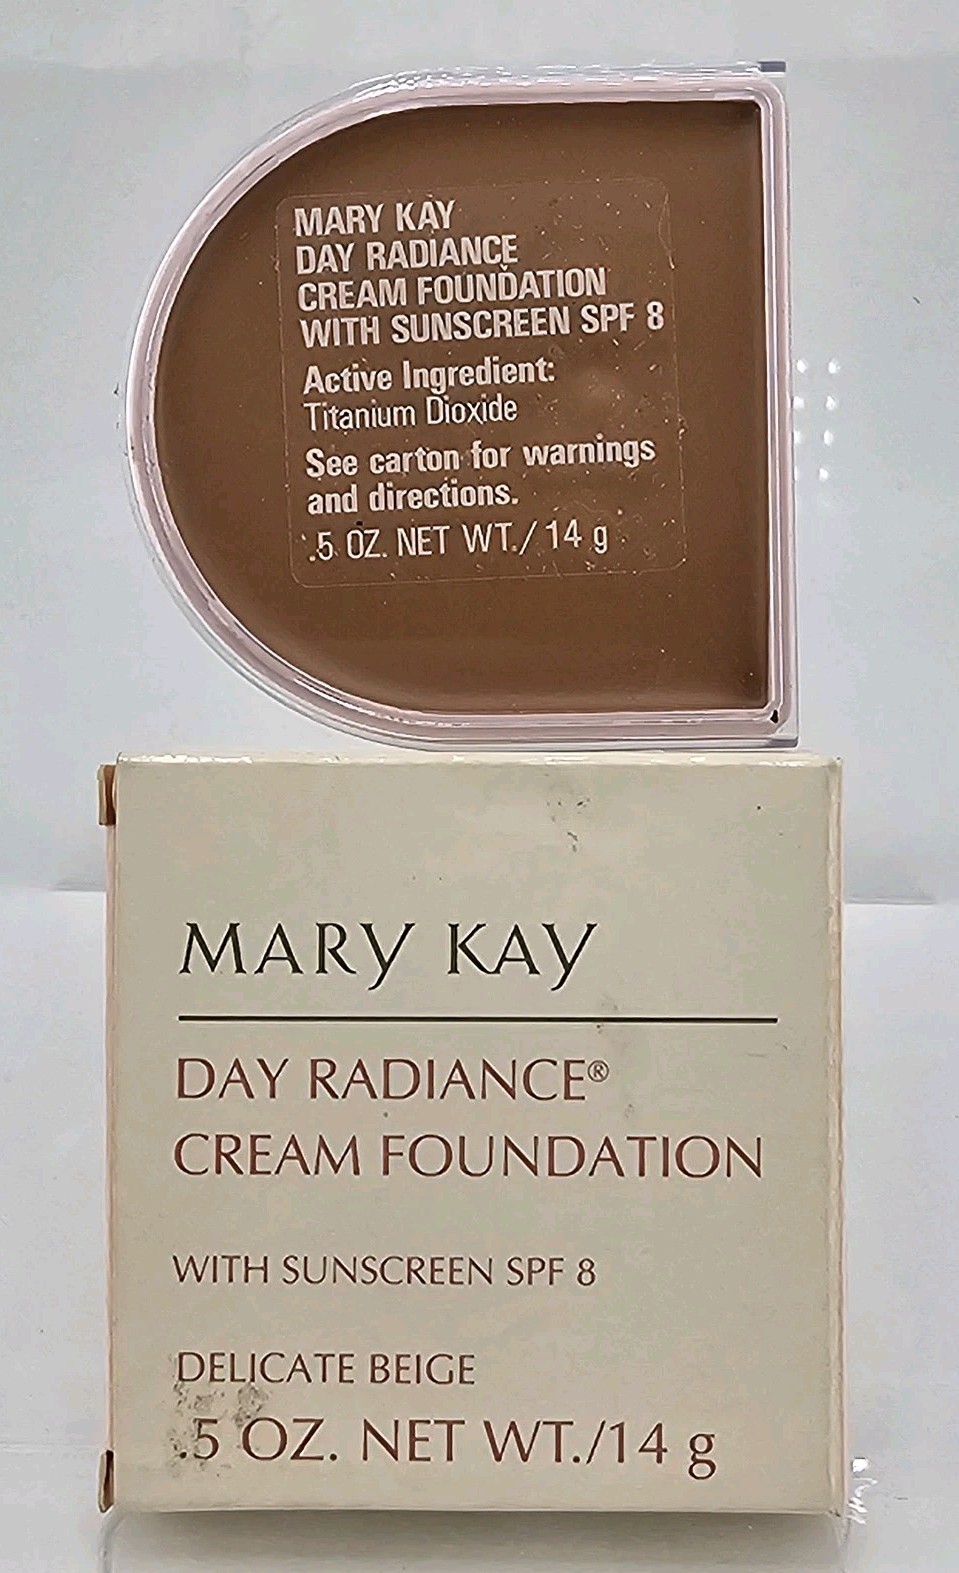 MARY KAY
DAY RADIANCE
CREAM FOUNDATION
WITH SUNSCREEN SPF 8
Active Ingredient:
Titanium Dioxide
See carton for warnings
and directions.
.5 OZ. NET WT./ 14 g
MARY KAY
DAY RADIANCE®
CREAM FOUNDATION
WITH SUNSCREEN SPF 8
DELICATE BEIGE
.5 OZ. NET WT./14 g